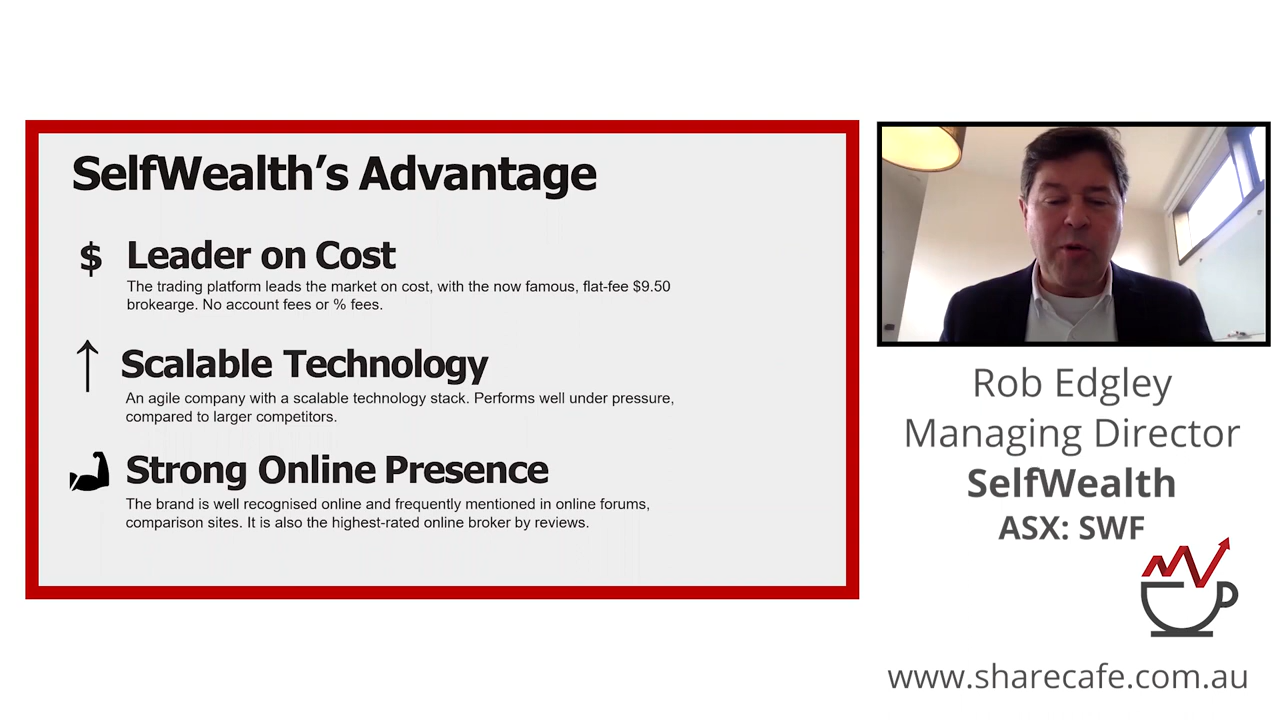 SelfWealth's Advantage
$ Leader on Cost
The trading platform leads the market on cost, with the now famous, flat-fee $9.50
brokearge. No account fees or % fees.
Scalable Technology
An agile company with a scalable technology stack. Performs well under pressure,
compared to larger competitors.
Strong Online Presence
The brand is well recognised online and frequently mentioned in online forums,
comparison sites. It is also the highest-rated online broker by reviews.
Rob Edgley
Managing Director
SelfWealth
ASX: SWF
www.sharecafe.com.au